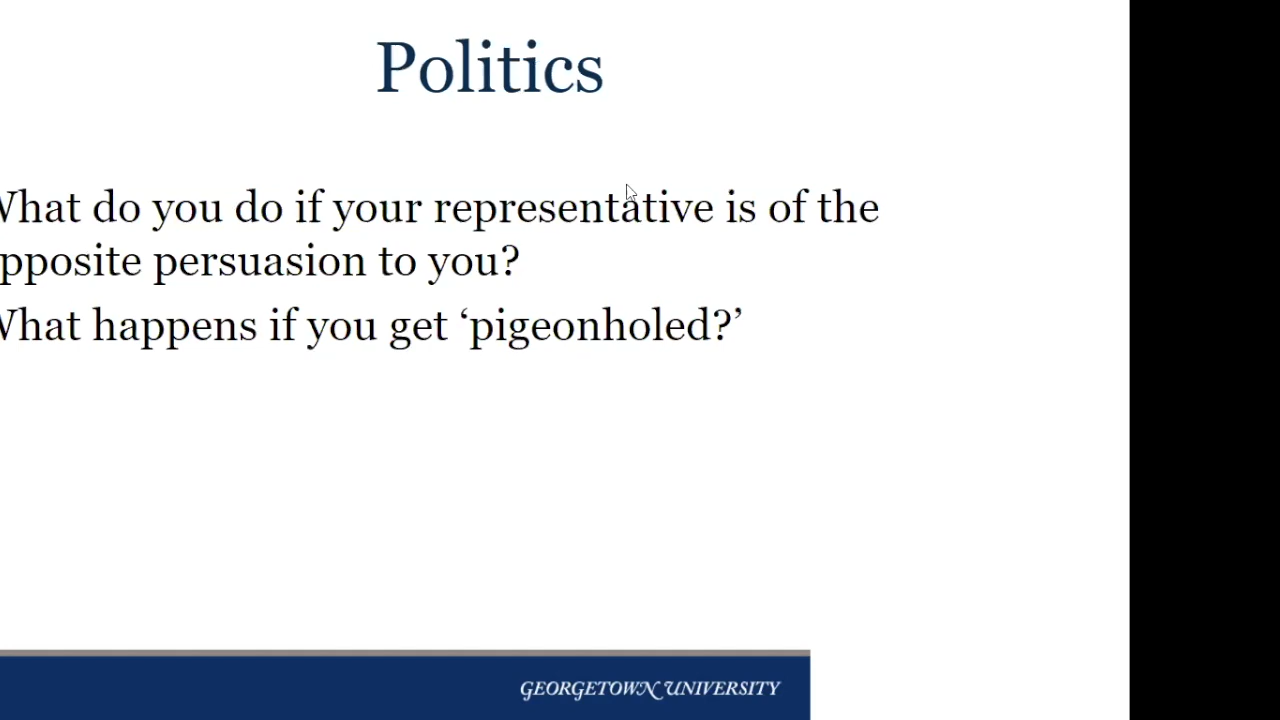 Politics
What do you do if your representative is of the
pposite persuasion to you?
What happens if you get ‘pigeonholed?’
GEORGETOWN UNIVERSITY